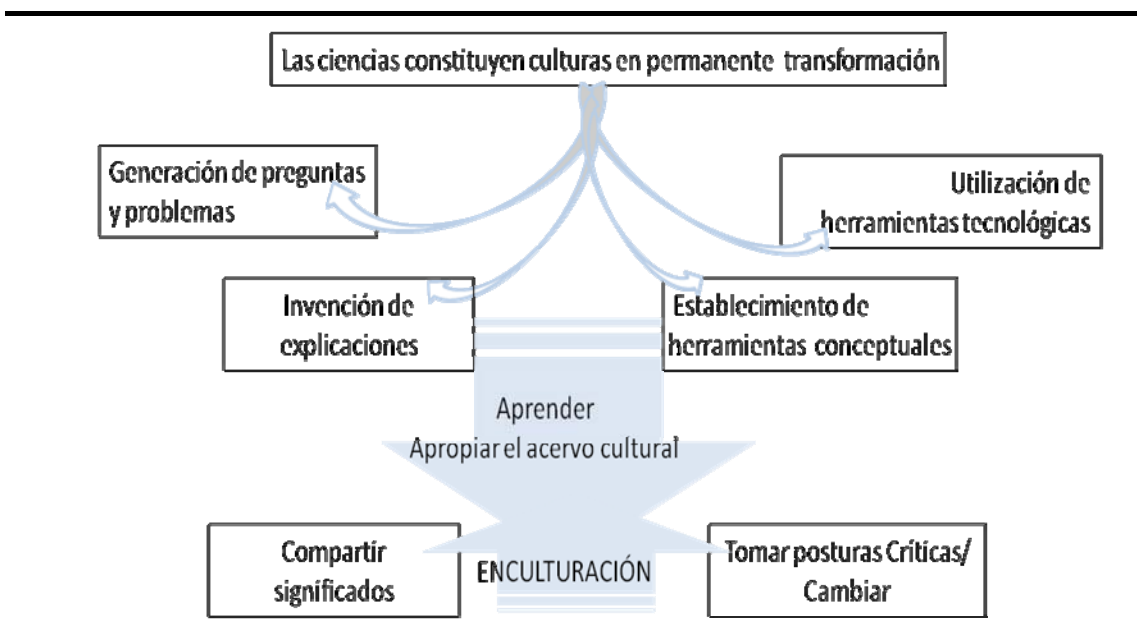 Las ciencias constituyen culturas en permanente transformación
Generación de preguntas
y problemas
Utilización de
herramientas tecnológicas
Invención de
explicaciones
Establecimiento de
herramientas conceptuales
Aprender
Apropiar el acervo cultural
Compartir
significados
ENCULTURACIÓN
Tomar posturas Críticas/
Cambiar